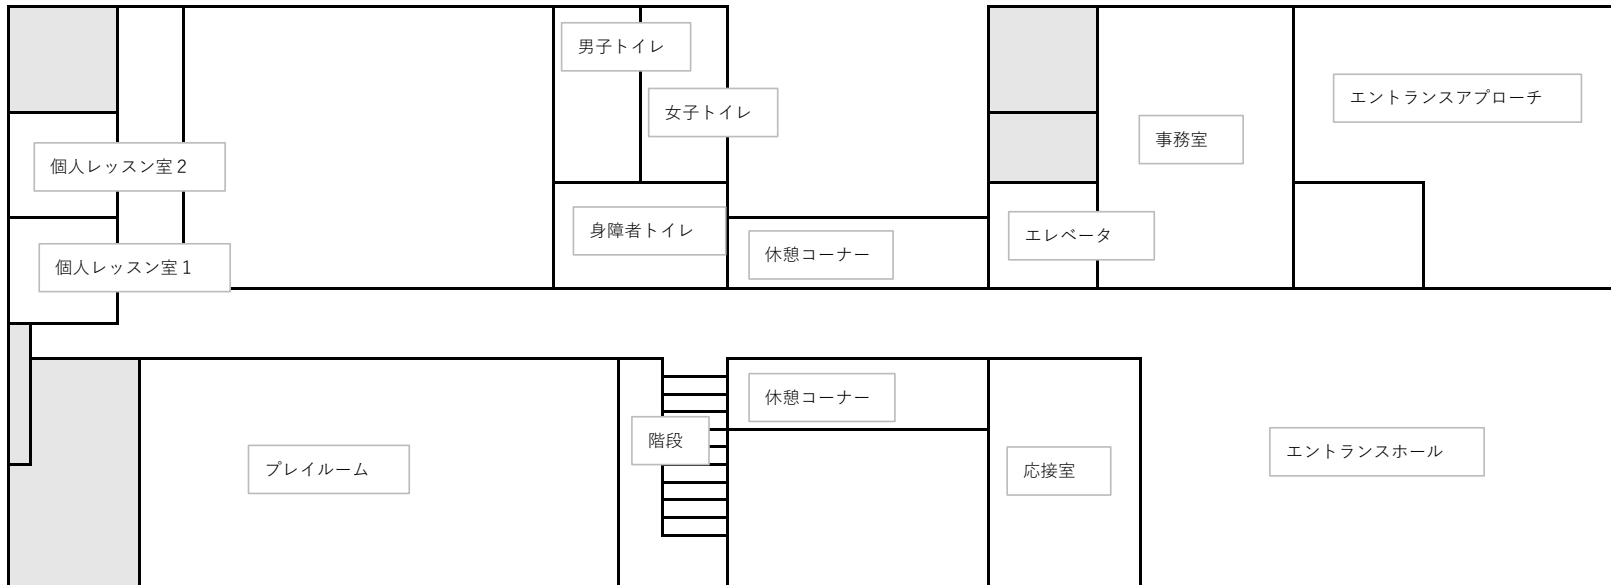 男子トイレ
女子トイレ
エントランスアプローチ
事務室
個人レッスン室２
身障者トイレ
エレベータ
休憩コーナー
個人レッスン室１
休憩コーナー
階段
プレイルーム
応接室
エントランスホール